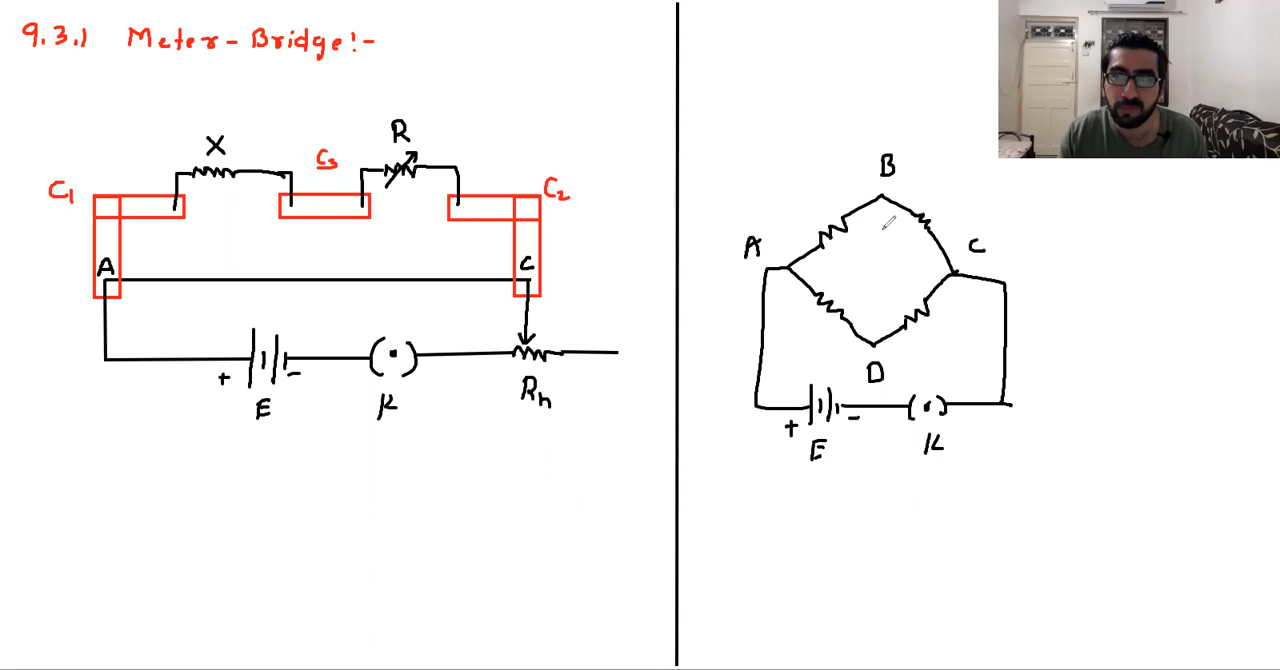 9.3.1 Meter-Bridge:-
X
R
C3
C1
C2
A
C
+
-
E
K
Rh
B
A
C
D
+
-
E
K